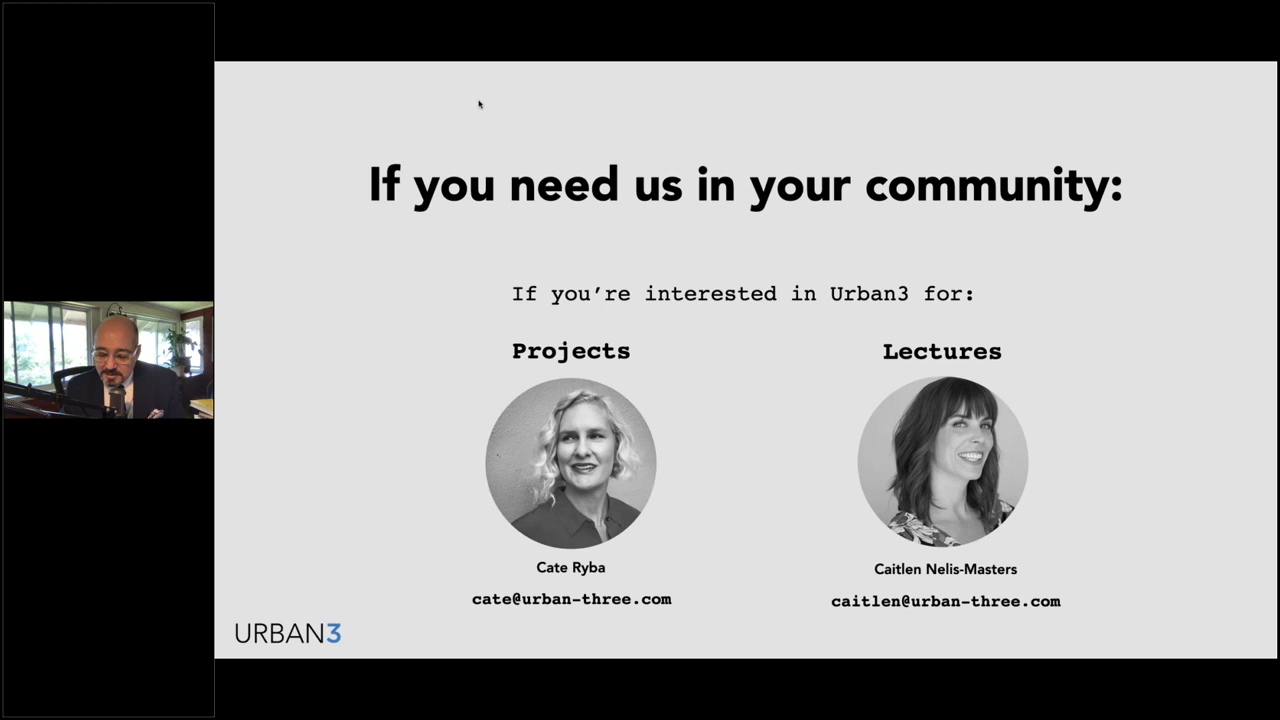 If you need us in your community:
If you’re interested in Urban3 for:
Projects
Lectures
Cate Ryba
Caitlen Nelis-Masters
cate@urban-three.com
caitlen@urban-three.com
URBAN3